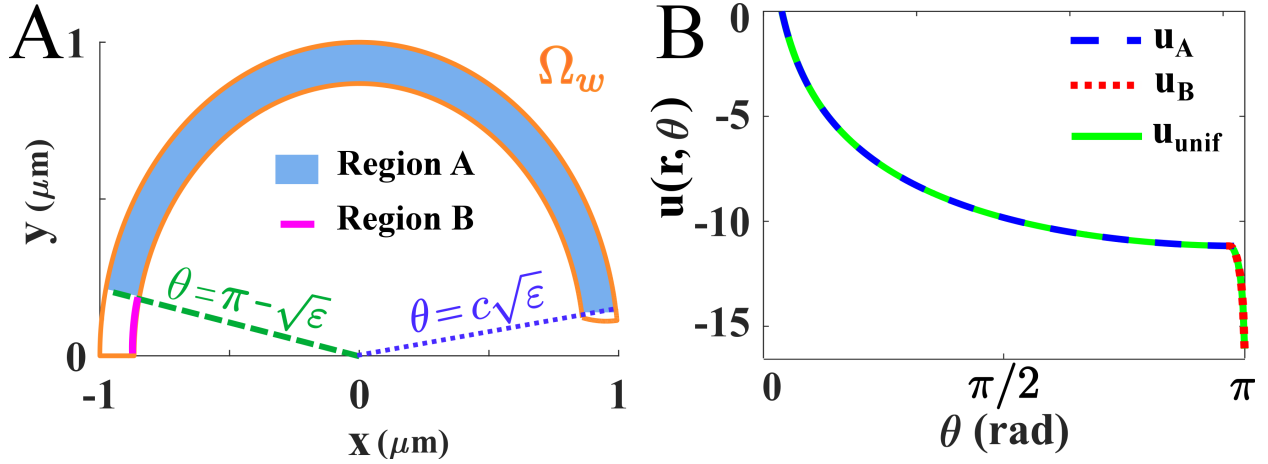 A
1
Ω_w
Region A
Region B
y (μm)
θ = π − √ε
θ = c√ε
0
-1
0
1
x (μm)
B
0
-5
-10
-15
u(r, θ)
u_A
u_B
u_unif
0
π/2
π
θ (rad)